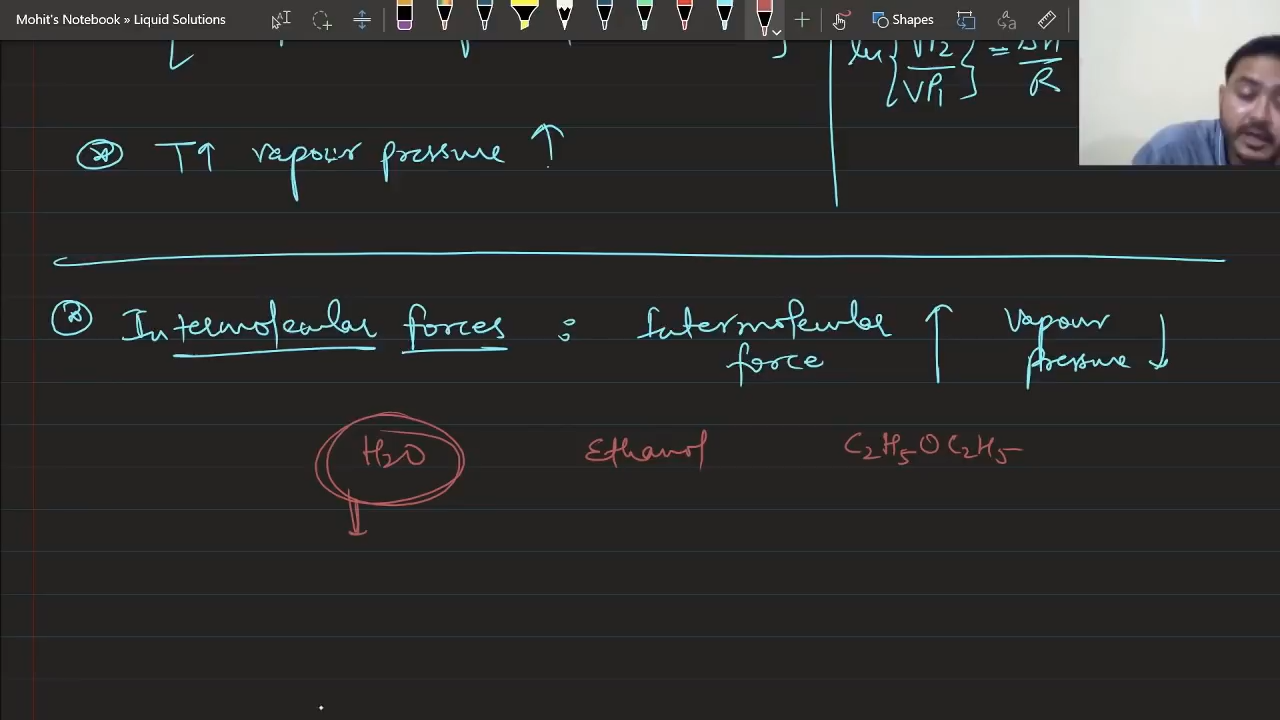 Mohit's Notebook » Liquid Solutions
Shapes
ln{VP2/VP1} = ΔH/R
T↑ vapour pressure ↑
Intermolecular forces : Intermolecular force ↑ vapour pressure ↓
H₂O Ethanol C₂H₅OC₂H₅